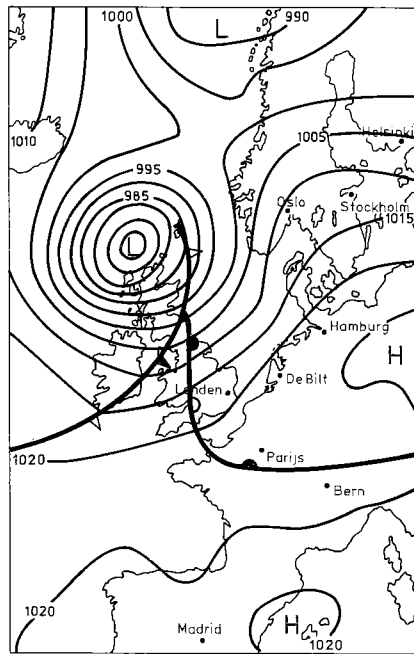 1000
990
L
1010
1005
Helsinki
995
985
Oslo
Stockholm
1015
L
Hamburg
H
De Bilt
Londen
1020
Parijs
Bern
1020
H
Madrid
1020